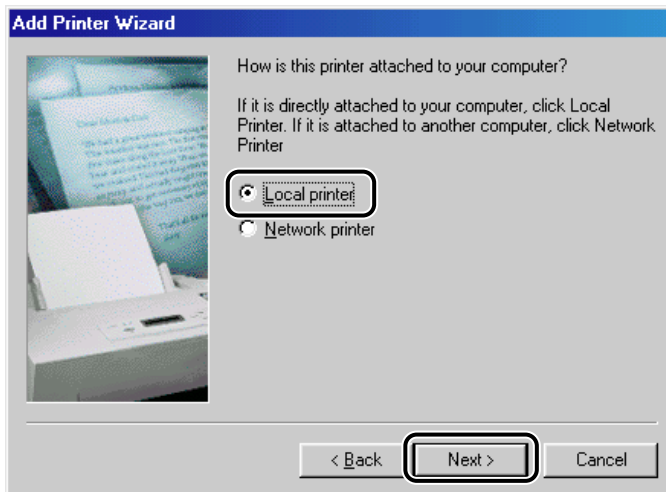 Add Printer Wizard
How is this printer attached to your computer?
If it is directly attached to your computer, click Local
Printer. If it is attached to another computer, click Network
Printer
Local printer
Network printer
< Back
Next >
Cancel